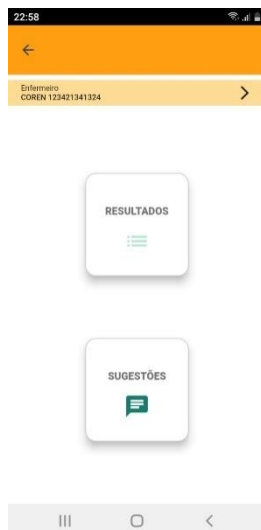 22:58
Enfermeiro
COREN 123421341324
RESULTADOS
SUGESTÕES